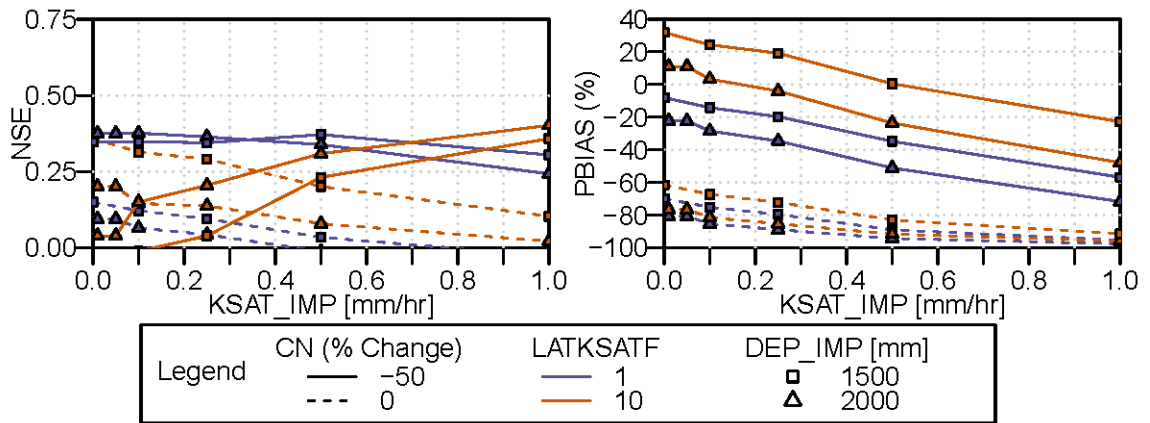 0.75
0.50
0.25
0.00
NSE
0.0 0.2 0.4 0.6 0.8 1.0
KSAT_IMP [mm/hr]
40
20
0
−20
−40
−60
−80
−100
PBIAS (%)
0.0 0.2 0.4 0.6 0.8 1.0
KSAT_IMP [mm/hr]
Legend
CN (% Change)
−50
0
LATKSATF
1
10
DEP_IMP [mm]
1500
2000